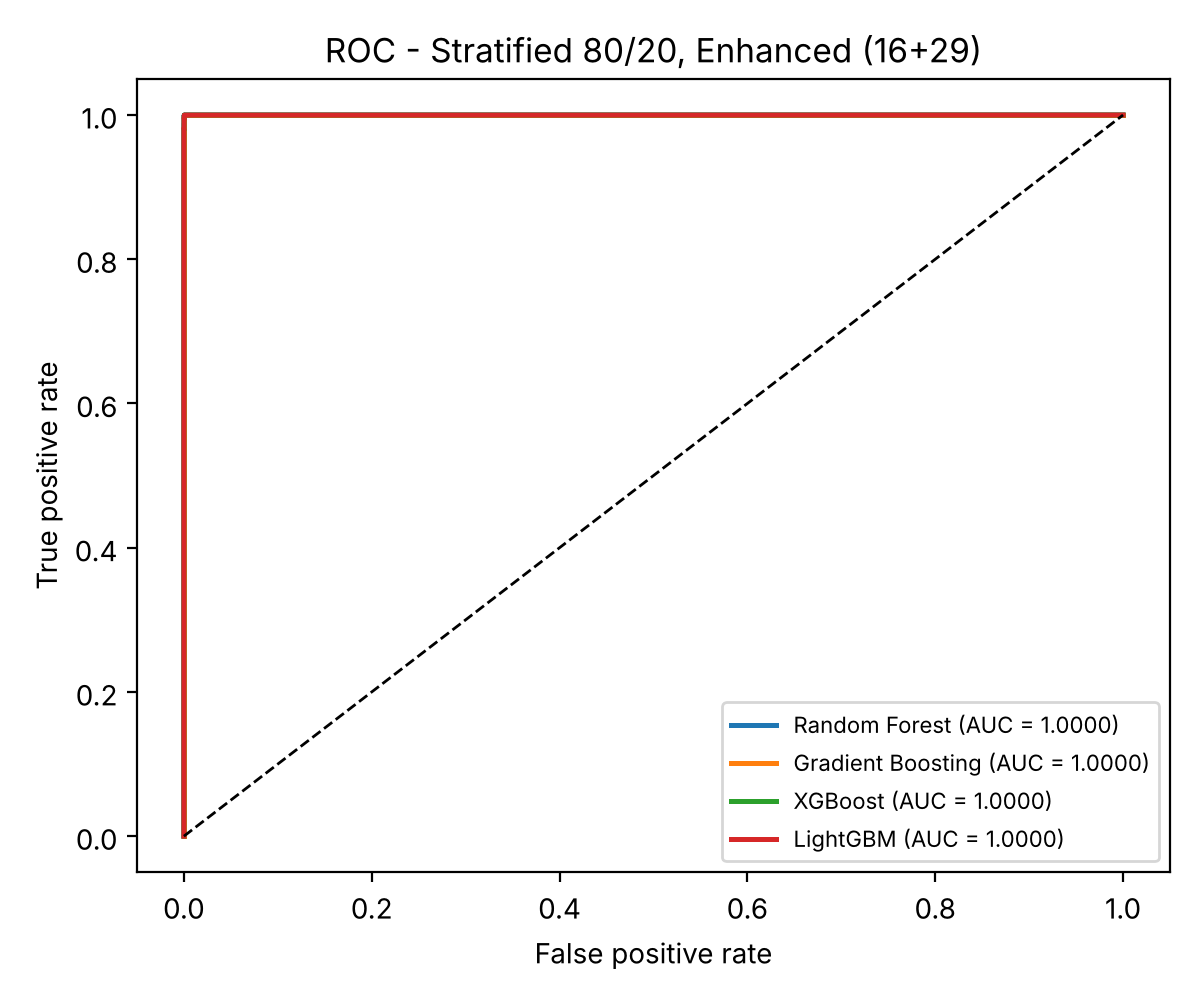 ROC - Stratified 80/20, Enhanced (16+29)
True positive rate
1.0
0.8
0.6
0.4
0.2
0.0
Random Forest (AUC = 1.0000)
Gradient Boosting (AUC = 1.0000)
XGBoost (AUC = 1.0000)
LightGBM (AUC = 1.0000)
0.0 0.2 0.4 0.6 0.8 1.0
False positive rate